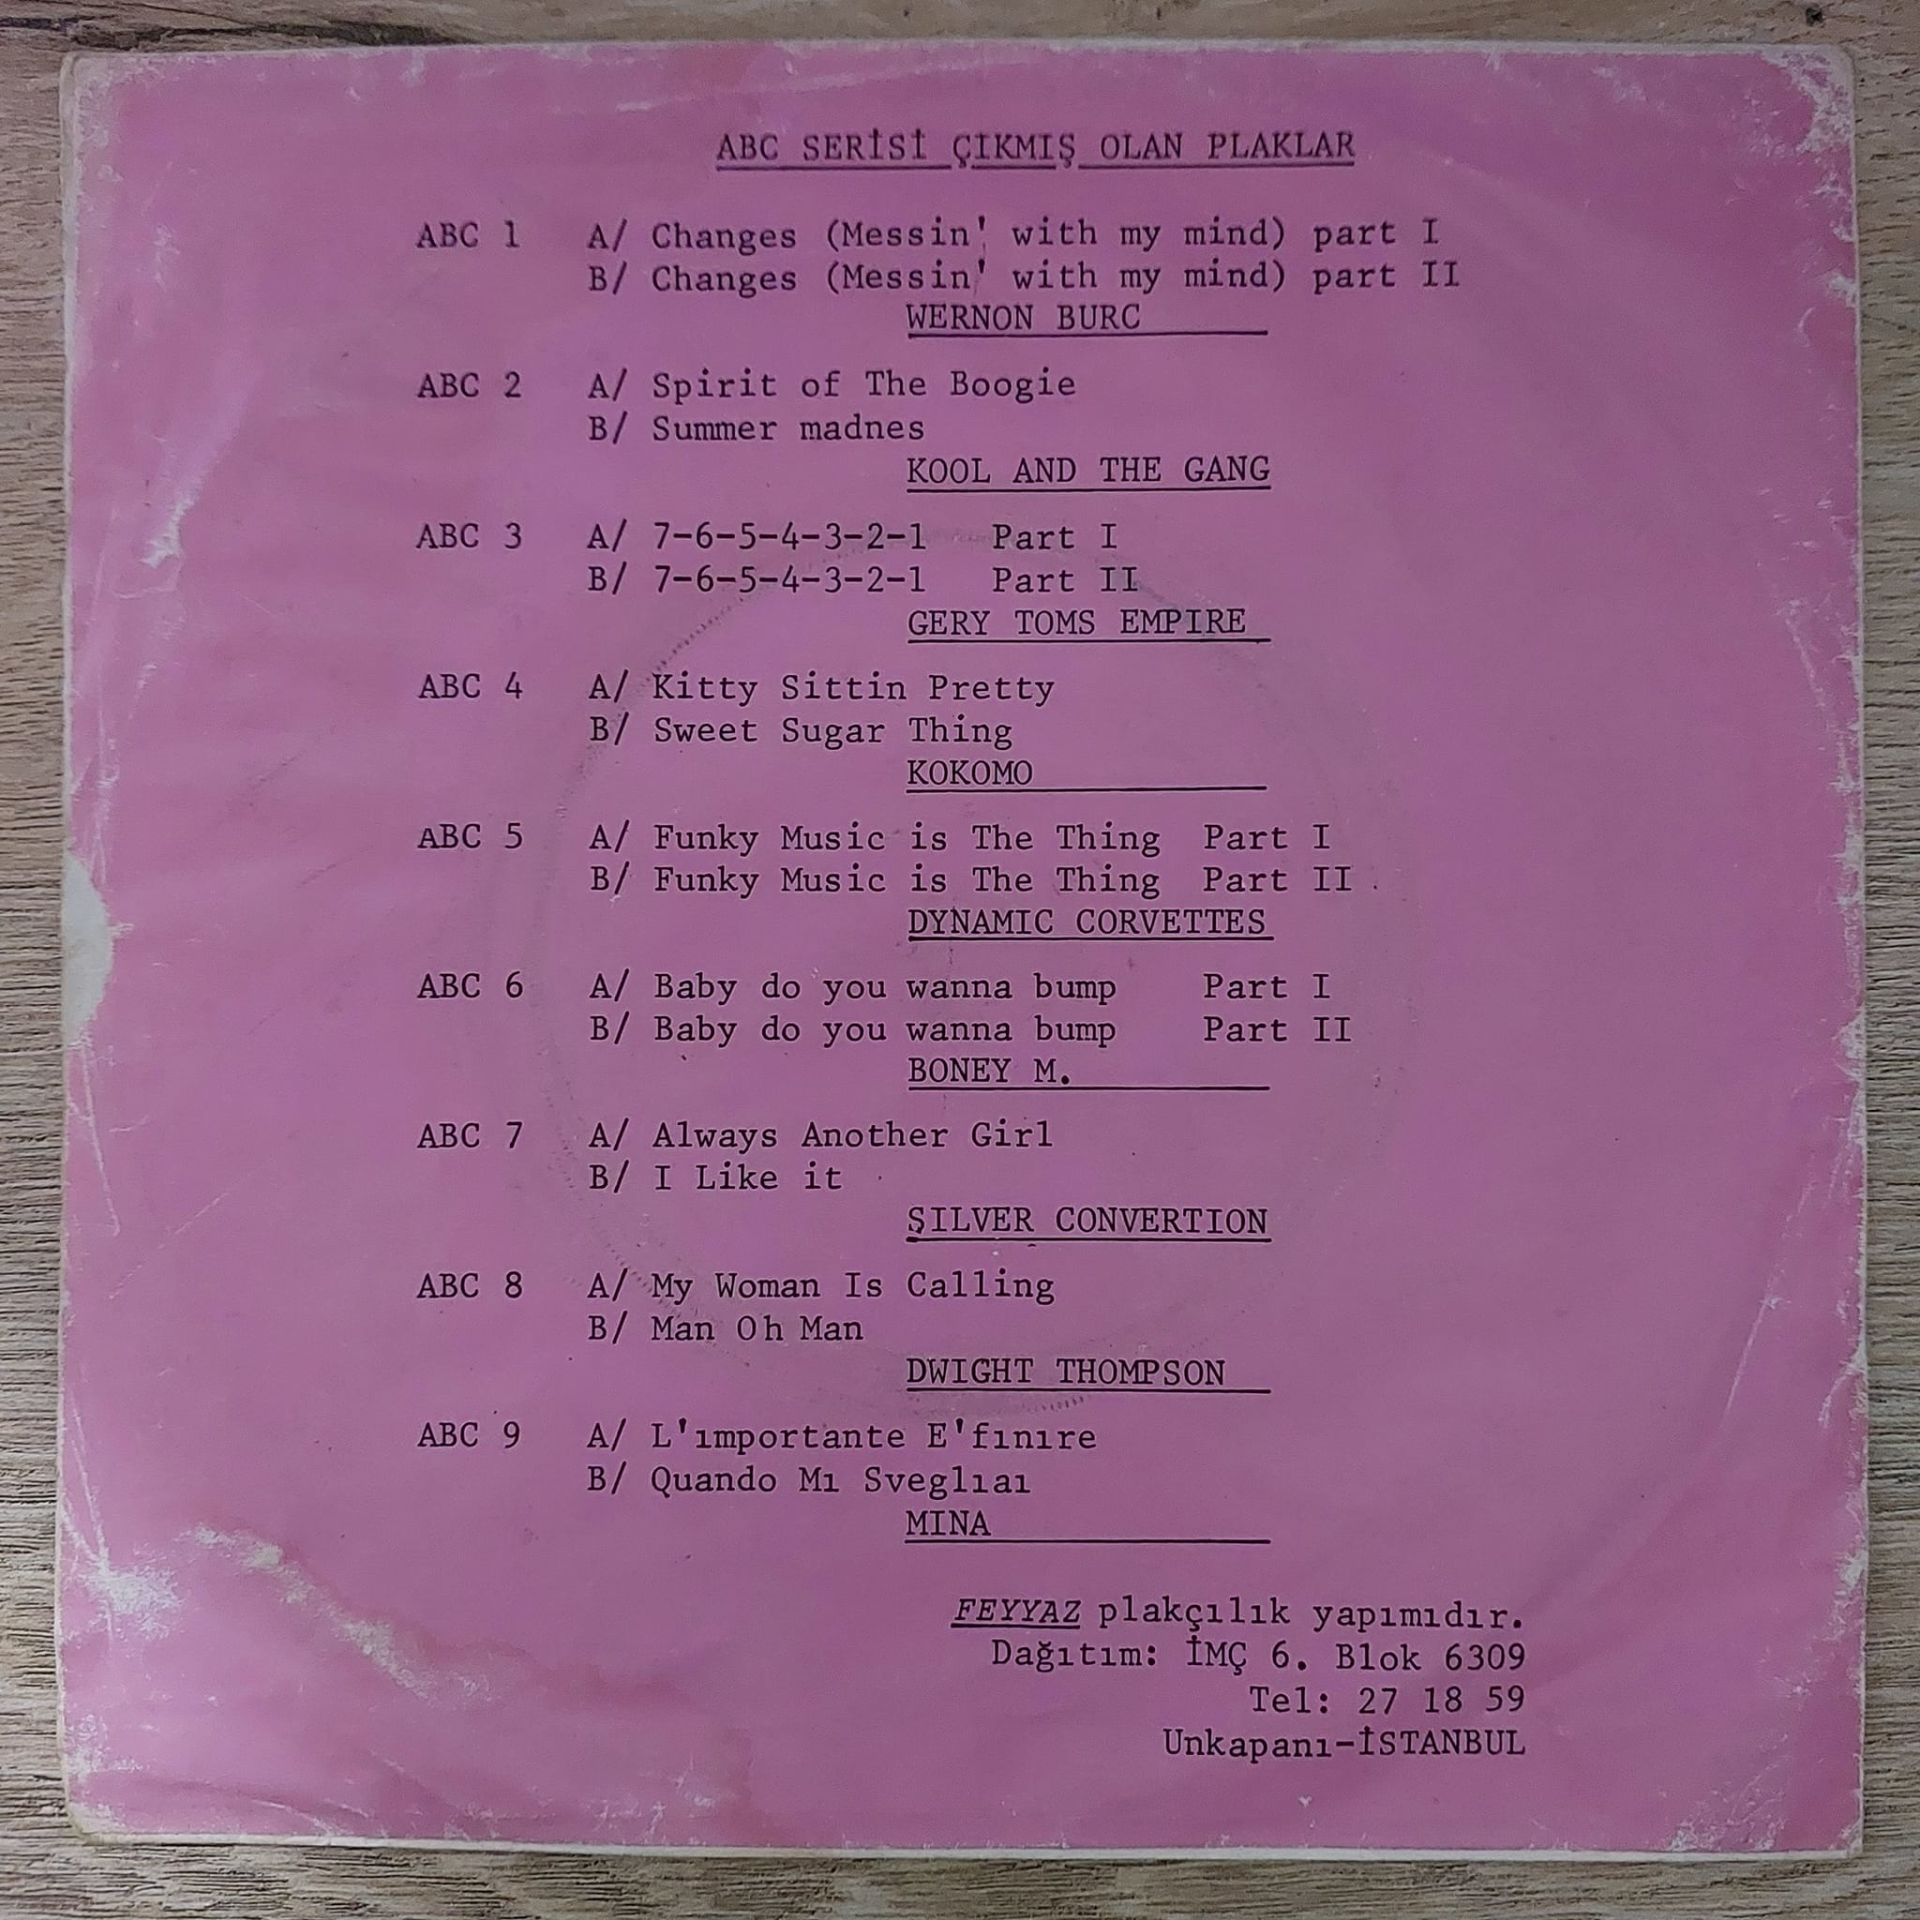 ABC SERİSİ ÇIKMIŞ OLAN PLAKLAR
ABC 1 A/ Changes (Messin' with my mind) part I
B/ Changes (Messin' with my mind) part II
WERNON BURC
ABC 2 A/ Spirit of The Boogie
B/ Summer madnes
KOOL AND THE GANG
ABC 3 A/ 7-6-5-4-3-2-1 Part I
B/ 7-6-5-4-3-2-1 Part II
GERY TOMS EMPIRE
ABC 4 A/ Kitty Sittin Pretty
B/ Sweet Sugar Thing
KOKOMO
ABC 5 A/ Funky Music is The Thing Part I
B/ Funky Music is The Thing Part II
DYNAMIC CORVETTES
ABC 6 A/ Baby do you wanna bump Part I
B/ Baby do you wanna bump Part II
BONEY M.
ABC 7 A/ Always Another Girl
B/ I Like it
SILVER CONVERTION
ABC 8 A/ My Woman Is Calling
B/ Man Oh Man
DWIGHT THOMPSON
ABC 9 A/ L'ımportante E'fınıre
B/ Quando Mı Sveglıaı
MINA
FEYYAZ plakçılık yapımıdır.
Dağıtım: İMÇ 6. Blok 6309
Tel: 27 18 59
Unkapanı-İSTANBUL